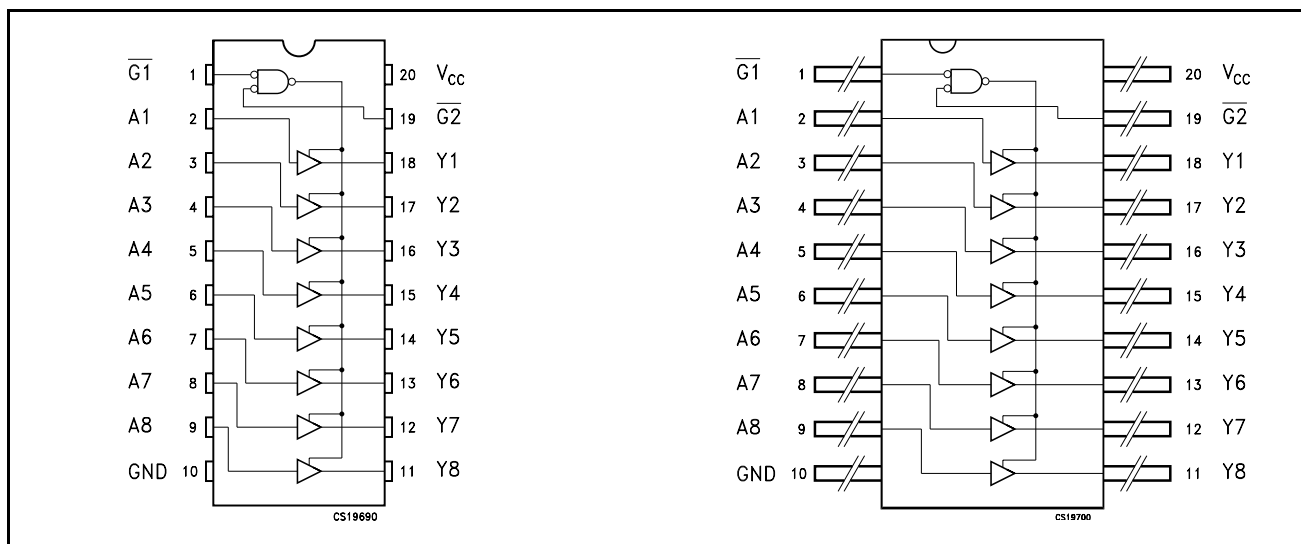 G1 1 20 VCC
A1 2 19 G2
A2 3 18 Y1
A3 4 17 Y2
A4 5 16 Y3
A5 6 15 Y4
A6 7 14 Y5
A7 8 13 Y6
A8 9 12 Y7
GND 10 11 Y8
CS19690
G1 1 20 VCC
A1 2 19 G2
A2 3 18 Y1
A3 4 17 Y2
A4 5 16 Y3
A5 6 15 Y4
A6 7 14 Y5
A7 8 13 Y6
A8 9 12 Y7
GND 10 11 Y8
CS19700